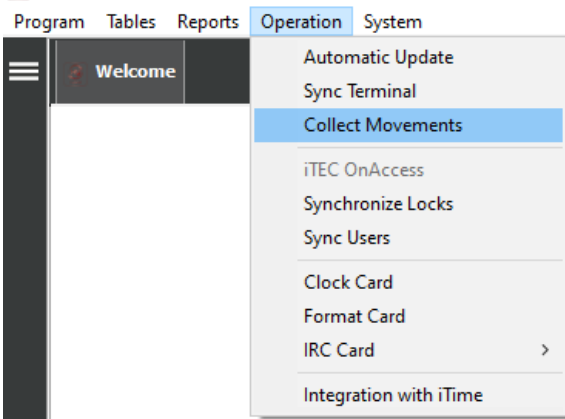 Program Tables Reports Operation System
Welcome
Automatic Update
Sync Terminal
Collect Movements
iTEC OnAccess
Synchronize Locks
Sync Users
Clock Card
Format Card
IRC Card
Integration with iTime